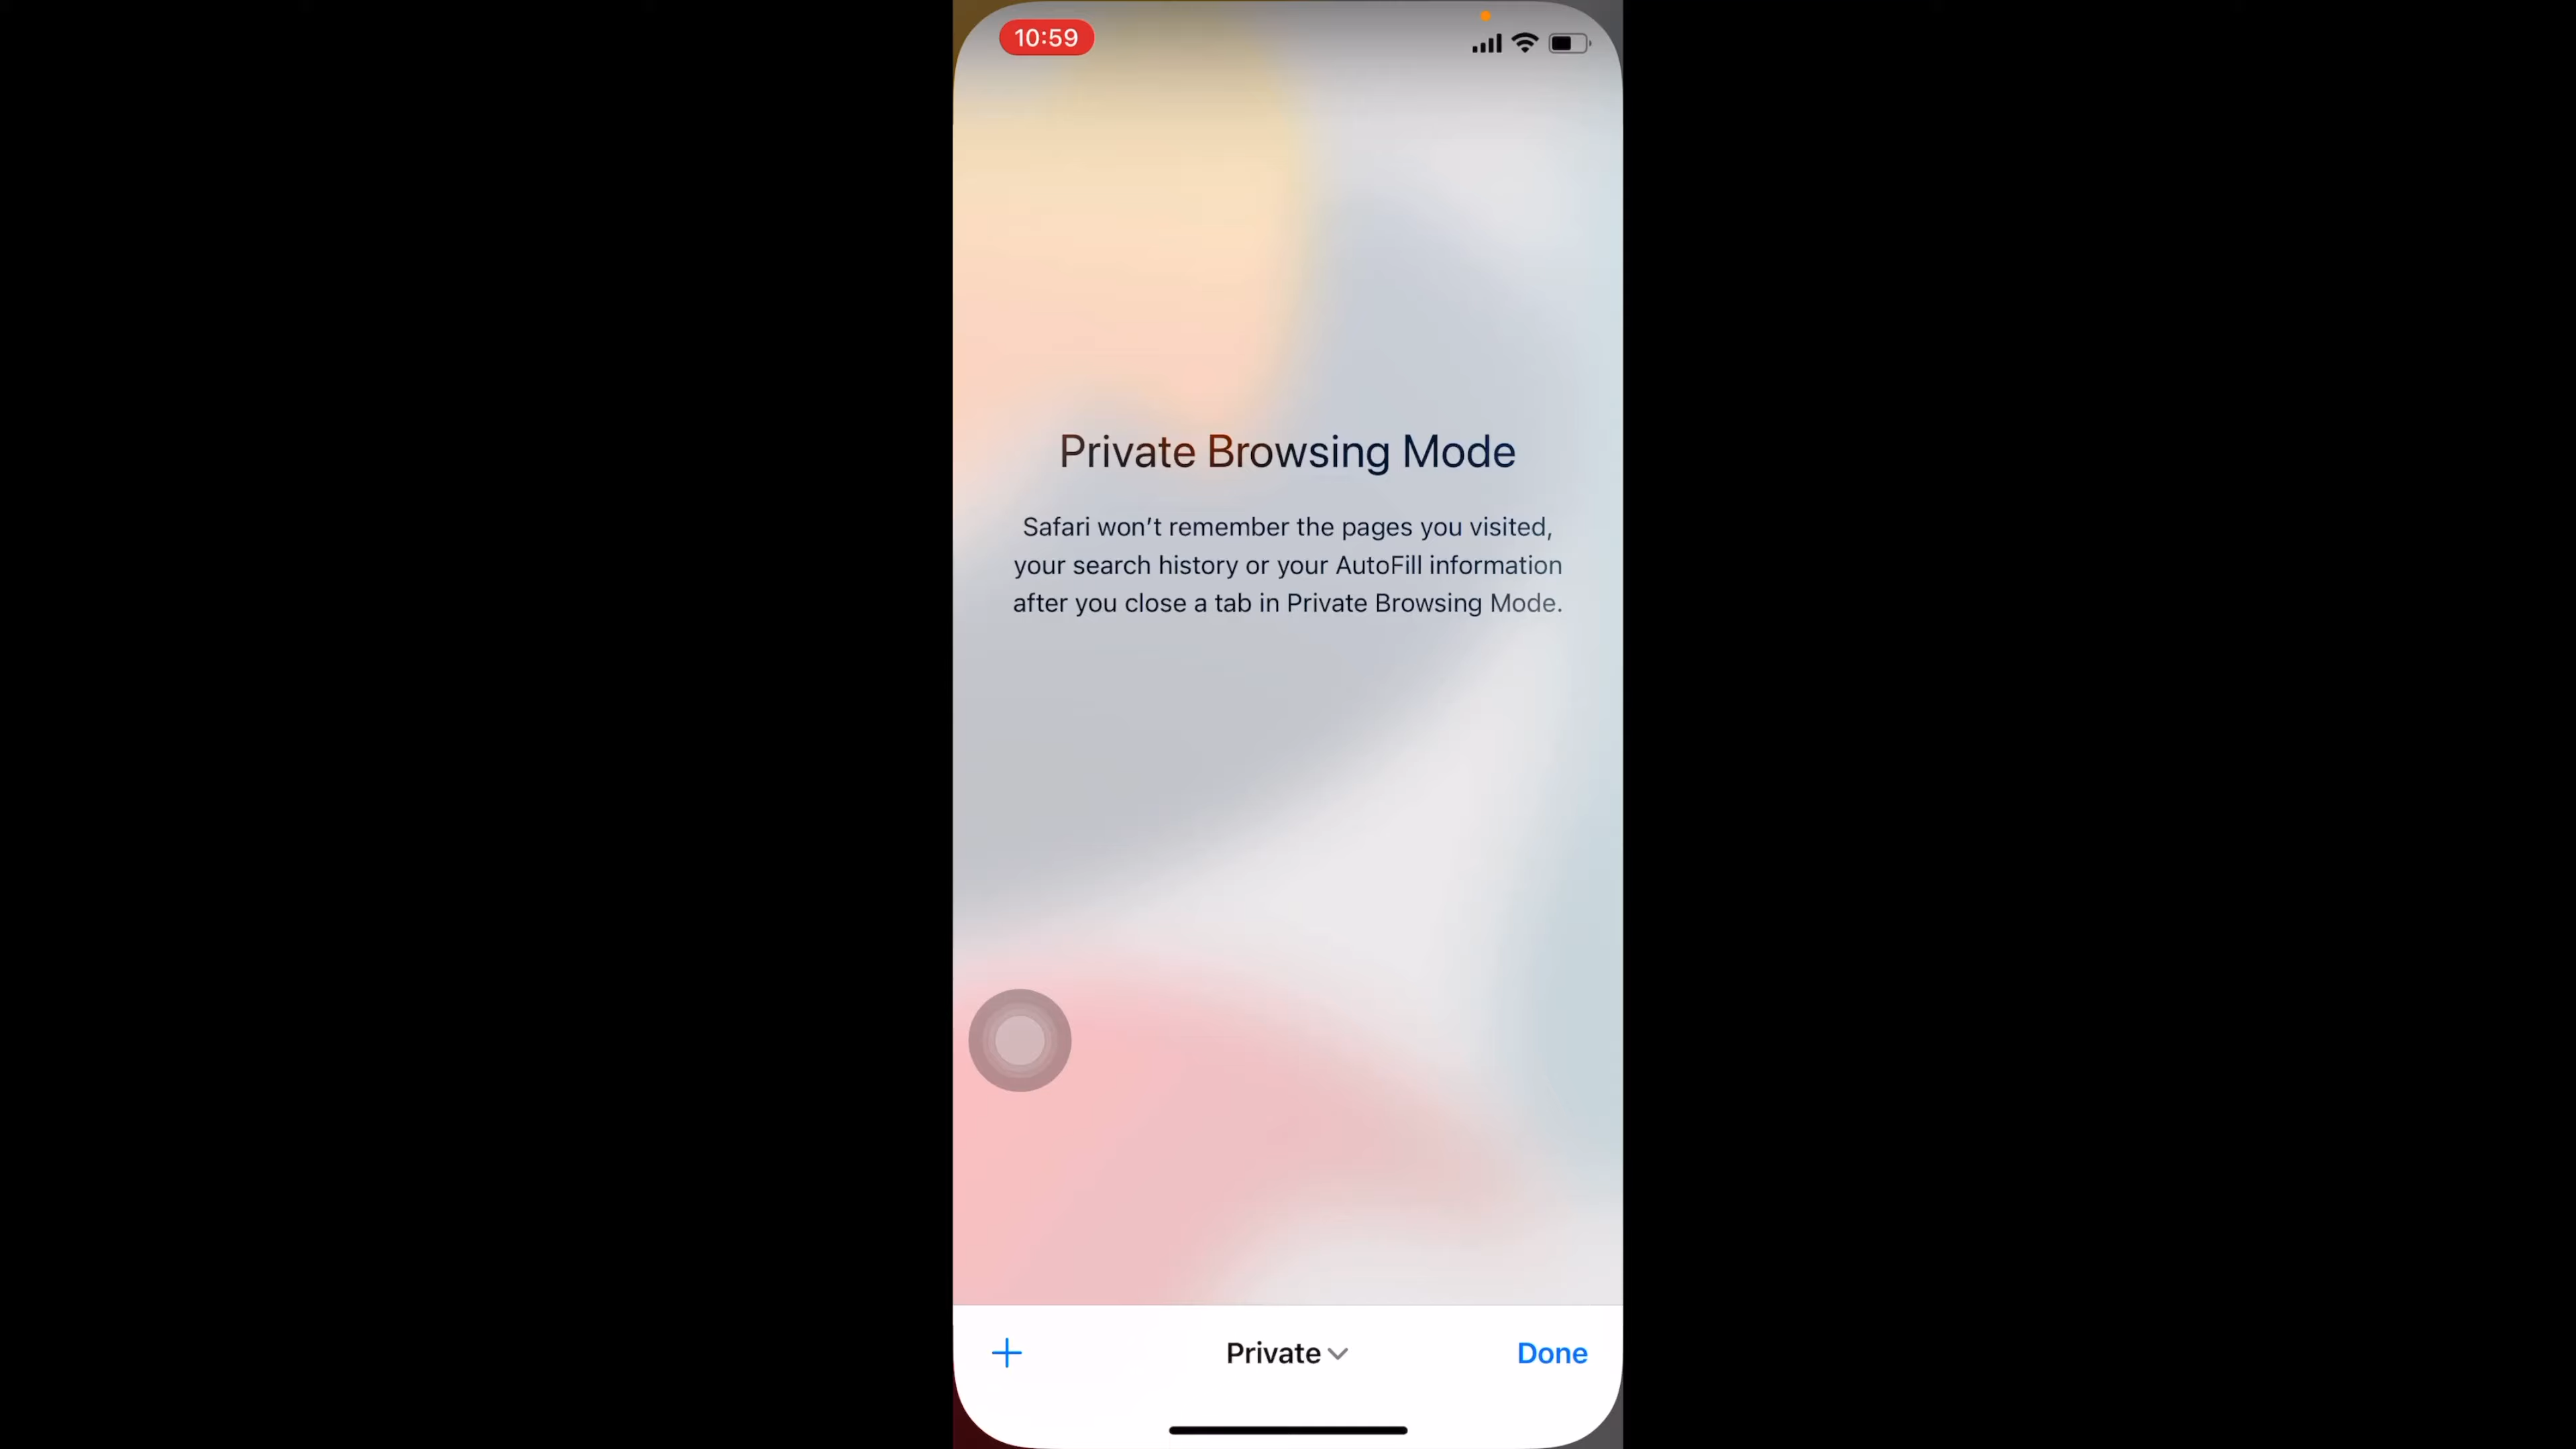 10:59
Private Browsing Mode
Safari won’t remember the pages you visited,
your search history or your AutoFill information
after you close a tab in Private Browsing Mode.
Private
Done